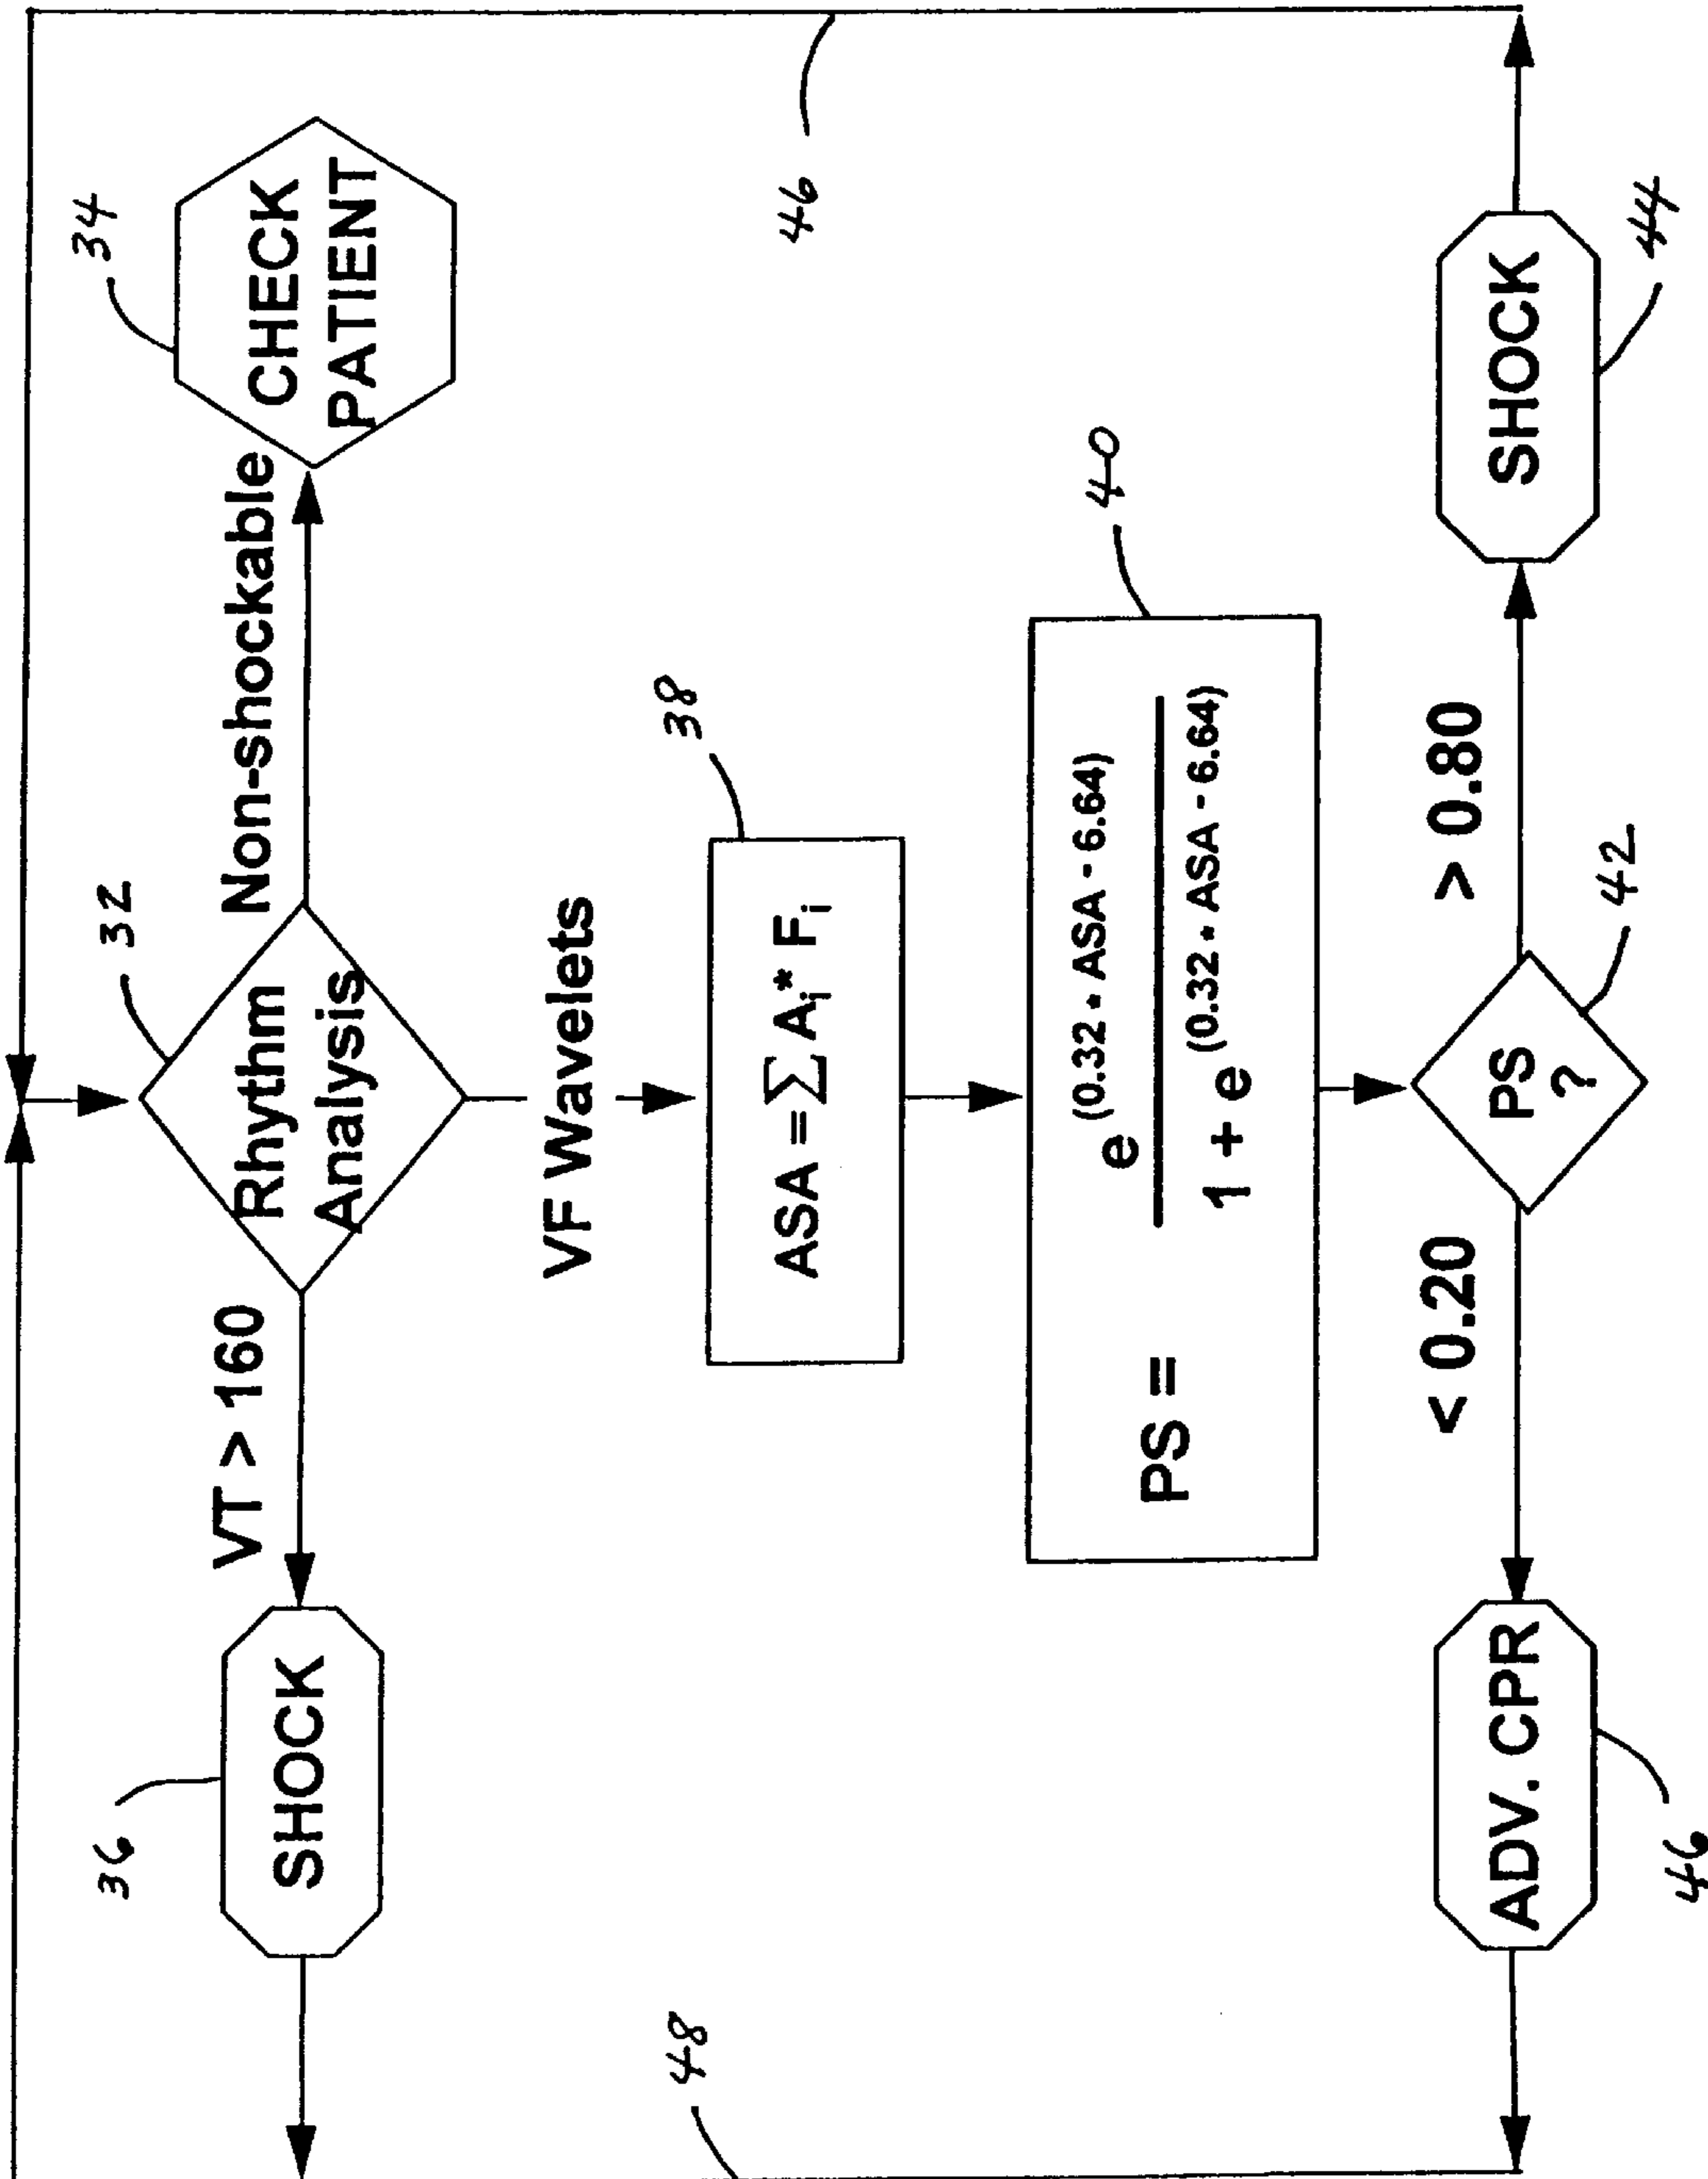 36
32
34
VT > 160
Non-shockable
SHOCK
Rhythm
Analysis
CHECK
PATIENT
VF Wavelets
48
38
ASA = ∑ Aᵢ* Fᵢ
46
40
PS =
e (0.32 * ASA - 6.64)
1 + e (0.32 * ASA - 6.64)
< 0.20
> 0.80
ADV. CPR
PS
?
SHOCK
46
42
44